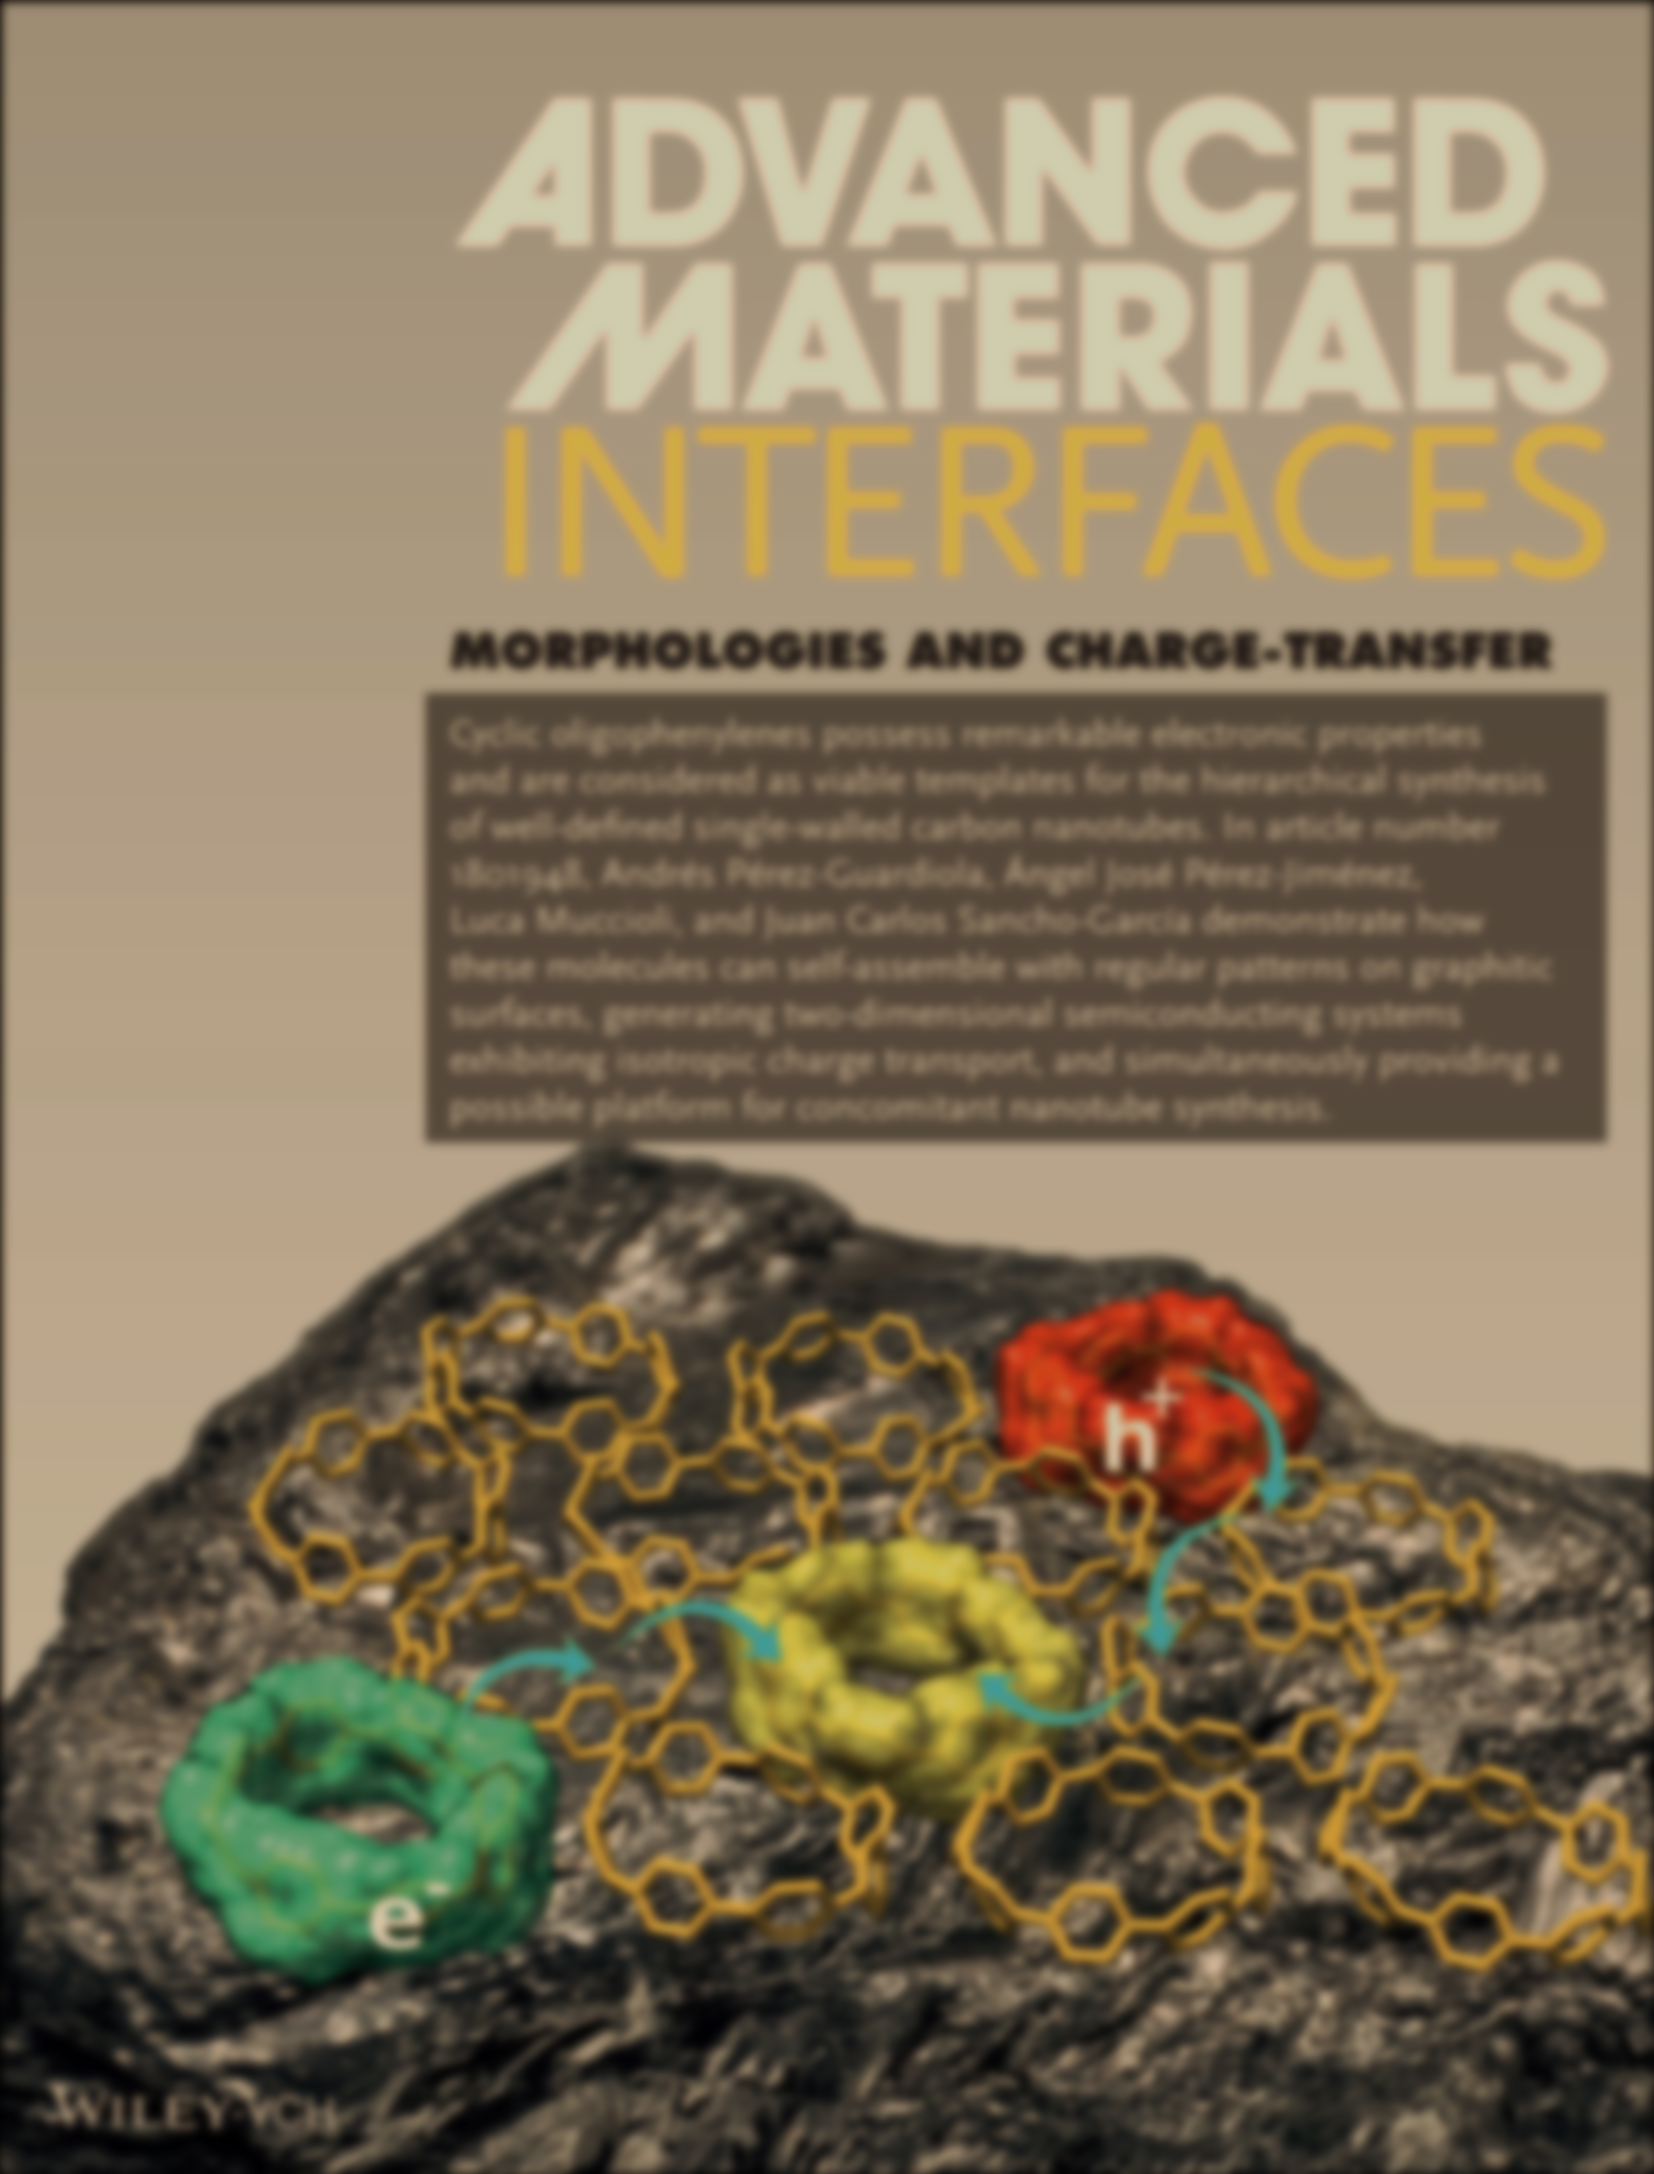 ADVANCED
MATERIALS
INTERFACES
MORPHOLOGIES AND CHARGE-TRANSFER
Cyclic oligophenylenes possess remarkable electronic properties
and are considered as viable templates for the hierarchical synthesis
of well-defined single-walled carbon nanotubes. In article number
1801948, Andrés Pérez-Guardiola, Ángel José Pérez-Jiménez,
Luca Muccioli, and Juan Carlos Sancho-García demonstrate how
these molecules can self-assemble with regular patterns on graphitic
surfaces, generating two-dimensional semiconducting systems
exhibiting isotropic charge transport, and simultaneously providing a
possible platform for concomitant nanotube synthesis.
h+
e-
WILEY-VCH